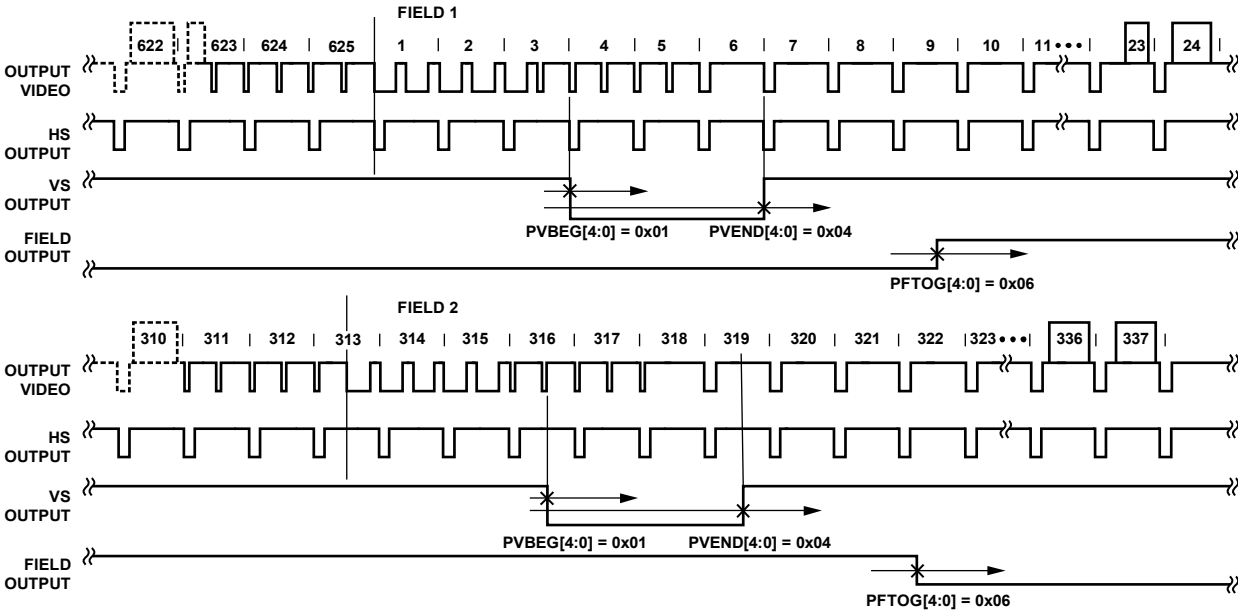 FIELD 1
622 623 624 625 1 2 3 4 5 6 7 8 9 10 11 23 24
OUTPUT
VIDEO
HS
OUTPUT
VS
OUTPUT
PVBEG[4:0] = 0x01 PVEND[4:0] = 0x04
FIELD
OUTPUT
PFTOG[4:0] = 0x06
FIELD 2
310 311 312 313 314 315 316 317 318 319 320 321 322 323 336 337
OUTPUT
VIDEO
HS
OUTPUT
VS
OUTPUT
PVBEG[4:0] = 0x01 PVEND[4:0] = 0x04
FIELD
OUTPUT
PFTOG[4:0] = 0x06